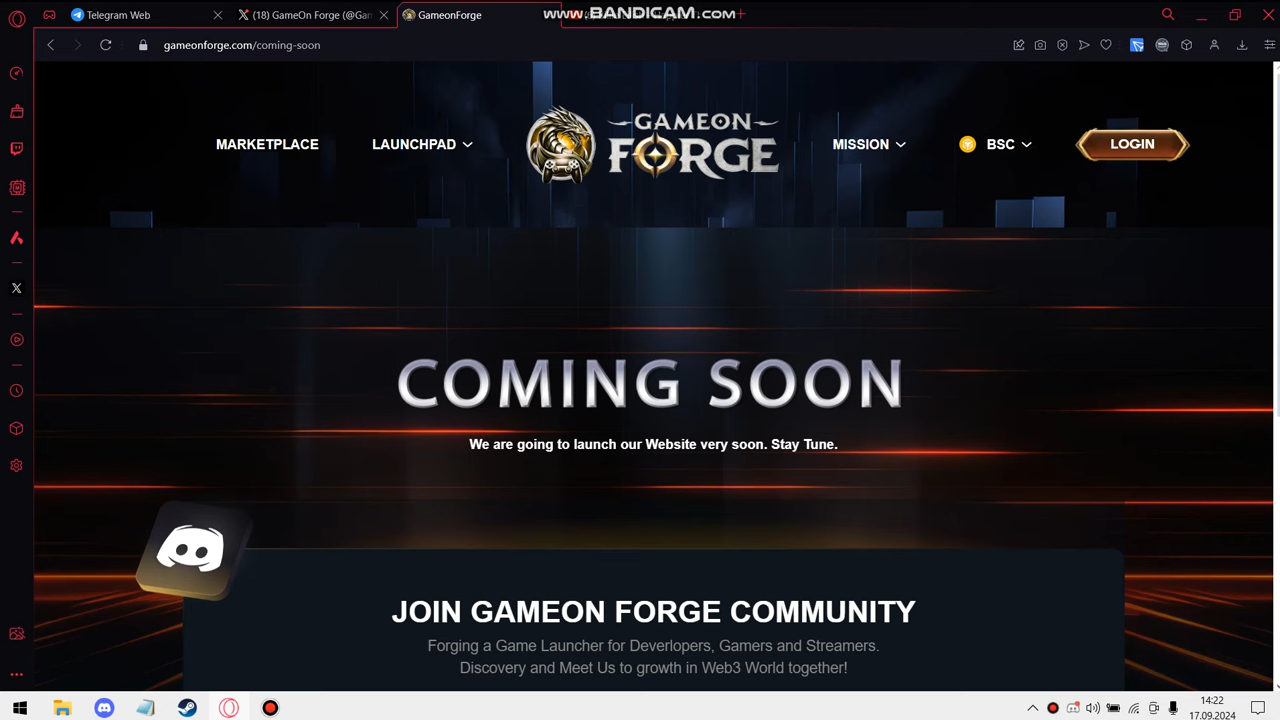 Telegram Web
(18) GameOn Forge (@Gan
GameonForge
www.BANDICAM.com
gameonforge.com/coming-soon
MARKETPLACE
LAUNCHPAD
GAMEON
FORGE
MISSION
BSC
LOGIN
COMING SOON
We are going to launch our Website very soon. Stay Tune.
JOIN GAMEON FORGE COMMUNITY
Forging a Game Launcher for Deverlopers, Gamers and Streamers.
Discovery and Meet Us to growth in Web3 World together!
14:22
17.09.2024